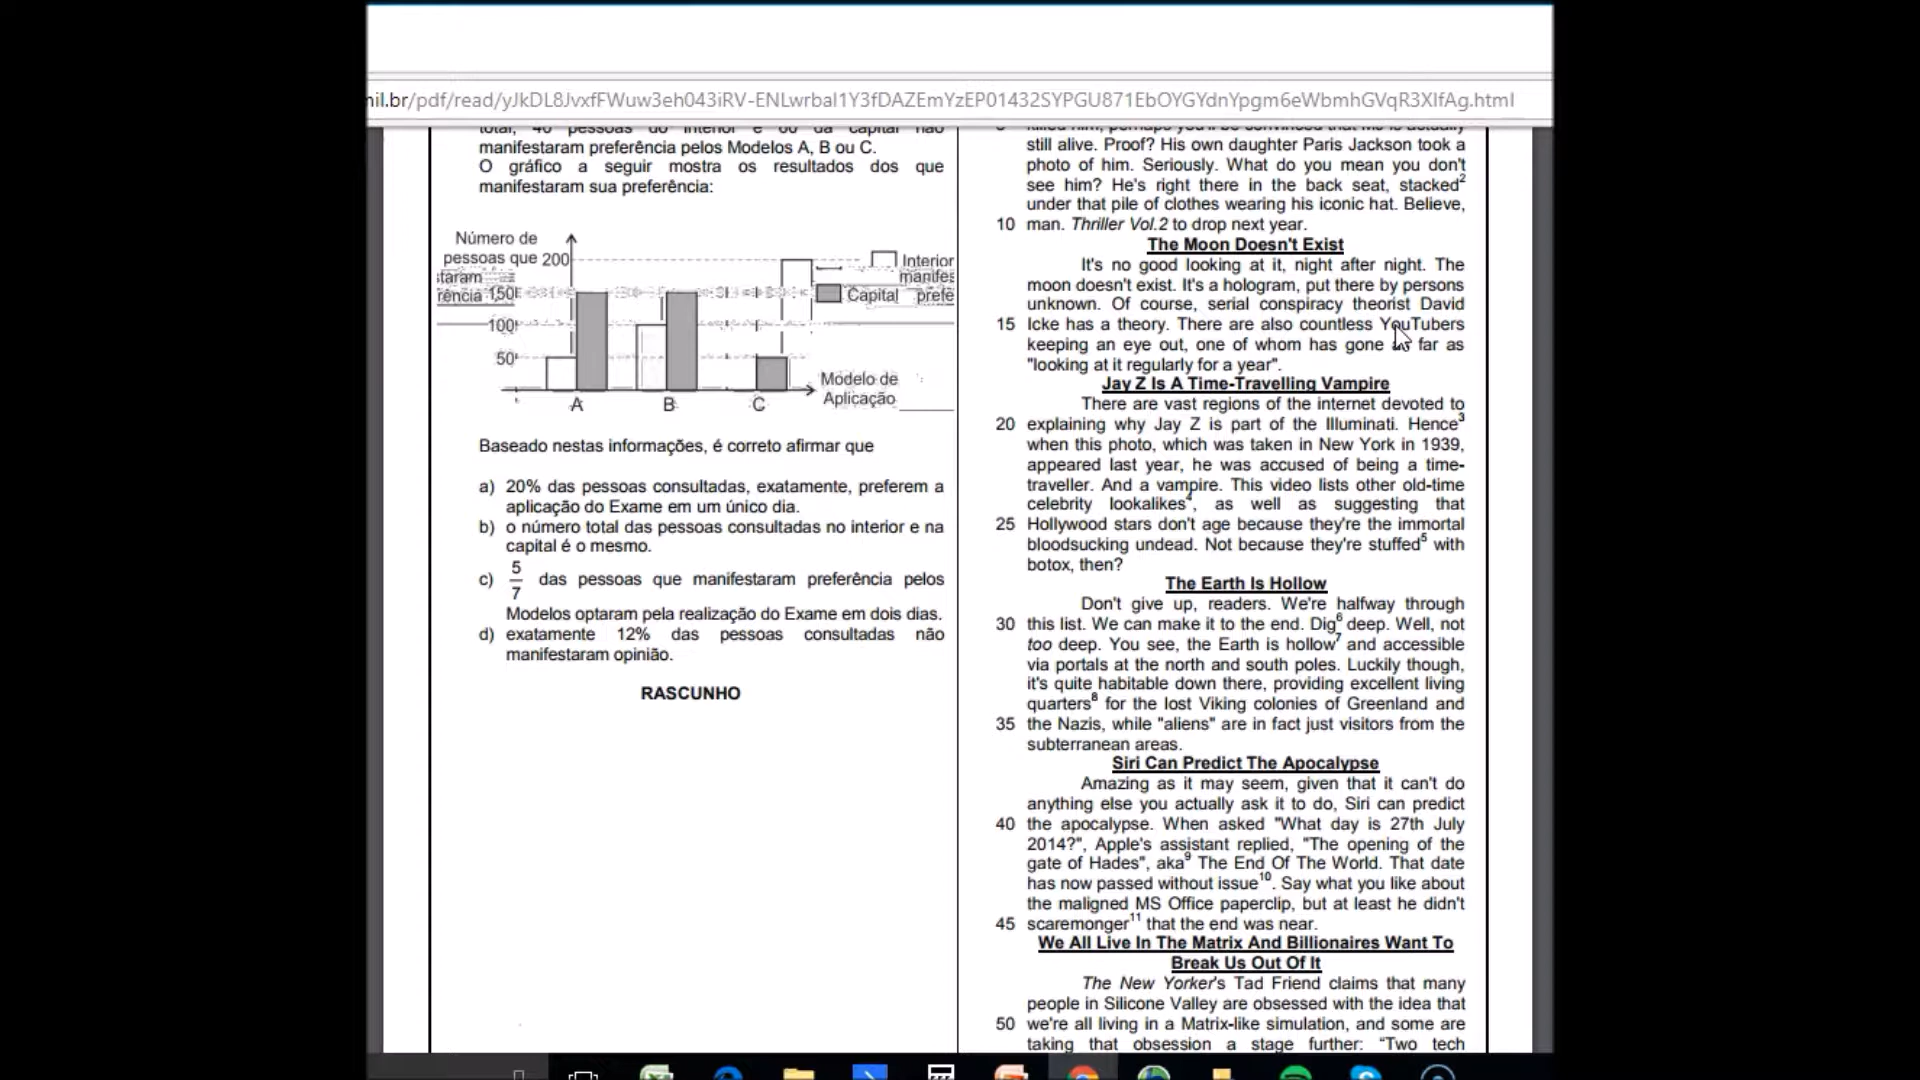 nil.br/pdf/read/yJkDL8JvxfFWuw3eh043iRV-ENLwrbal1Y3fDAZEmYzEP01432SYPGU871EbOYGYdnYpgm6eWbmhGVqR3XIfAg.html
total, 40 pessoas do interior e 60 da capital não
manifestaram preferência pelos Modelos A, B ou C.
O gráfico a seguir mostra os resultados dos que
manifestaram sua preferência:
Número de
pessoas que 200
taram
rência 150
100
50
A B C
Interior
manifes
Capital prefe
Modelo de
Aplicação
Baseado nestas informações, é correto afirmar que
a) 20% das pessoas consultadas, exatamente, preferem a
aplicação do Exame em um único dia.
b) o número total das pessoas consultadas no interior e na
capital é o mesmo.
c) 5/7 das pessoas que manifestaram preferência pelos
Modelos optaram pela realização do Exame em dois dias.
d) exatamente 12% das pessoas consultadas não
manifestaram opinião.
RASCUNHO
killed him, perhaps you'll be convinced that MJ is actually
still alive. Proof? His own daughter Paris Jackson took a
photo of him. Seriously. What do you mean you don't
see him? He's right there in the back seat, stacked²
under that pile of clothes wearing his iconic hat. Believe,
10 man. Thriller Vol.2 to drop next year.
The Moon Doesn't Exist
It's no good looking at it, night after night. The
moon doesn't exist. It's a hologram, put there by persons
unknown. Of course, serial conspiracy theorist David
15 Icke has a theory. There are also countless YouTubers
keeping an eye out, one of whom has gone as far as
"looking at it regularly for a year".
Jay Z Is A Time-Travelling Vampire
There are vast regions of the internet devoted to
20 explaining why Jay Z is part of the Illuminati. Hence³
when this photo, which was taken in New York in 1939,
appeared last year, he was accused of being a time-
traveller. And a vampire. This video lists other old-time
celebrity lookalikes⁴, as well as suggesting that
25 Hollywood stars don't age because they're the immortal
bloodsucking undead. Not because they're stuffed⁵ with
botox, then?
The Earth Is Hollow
Don't give up, readers. We're halfway through
30 this list. We can make it to the end. Dig⁶ deep. Well, not
too deep. You see, the Earth is hollow⁷ and accessible
via portals at the north and south poles. Luckily though,
it's quite habitable down there, providing excellent living
quarters⁸ for the lost Viking colonies of Greenland and
35 the Nazis, while "aliens" are in fact just visitors from the
subterranean areas.
Siri Can Predict The Apocalypse
Amazing as it may seem, given that it can't do
anything else you actually ask it to do, Siri can predict
40 the apocalypse. When asked "What day is 27th July
2014?", Apple's assistant replied, "The opening of the
gate of Hades", aka⁹ The End Of The World. That date
has now passed without issue¹⁰. Say what you like about
the maligned MS Office paperclip, but at least he didn't
45 scaremonger¹¹ that the end was near.
We All Live In The Matrix And Billionaires Want To
Break Us Out Of It
The New Yorker's Tad Friend claims that many
people in Silicone Valley are obsessed with the idea that
50 we're all living in a Matrix-like simulation, and some are
taking that obsession a stage further: "Two tech